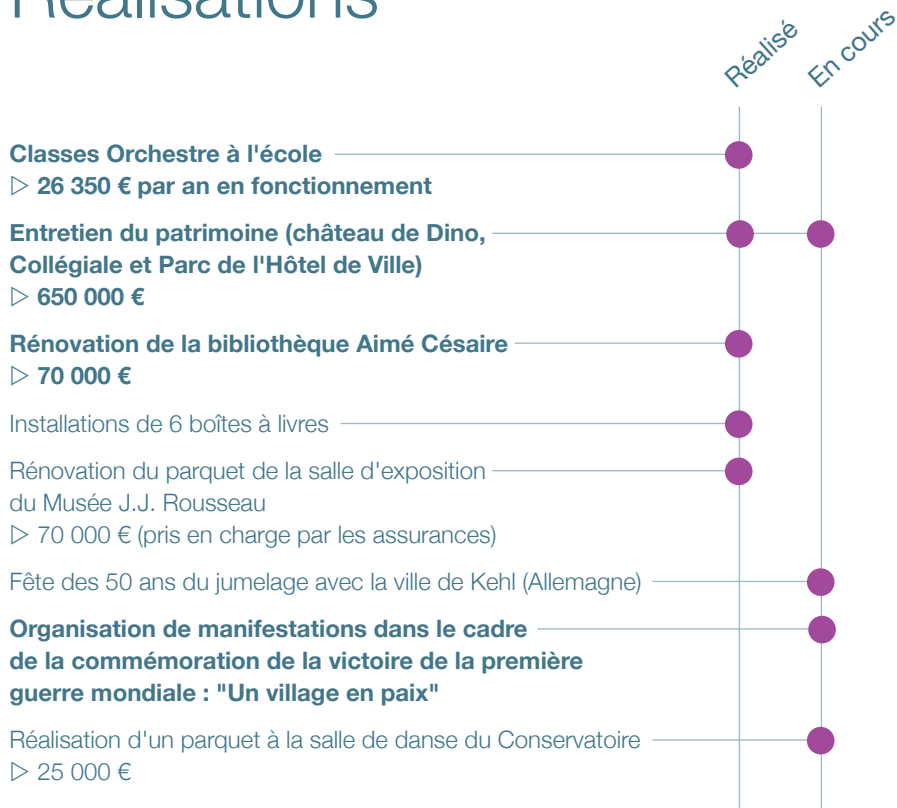 Réalisations
Réalisé
En cours
Classes Orchestre à l'école
▷ 26 350 € par an en fonctionnement
Entretien du patrimoine (château de Dino,
Collégiale et Parc de l'Hôtel de Ville)
▷ 650 000 €
Rénovation de la bibliothèque Aimé Césaire
▷ 70 000 €
Installations de 6 boîtes à livres
Rénovation du parquet de la salle d'exposition
du Musée J.J. Rousseau
▷ 70 000 € (pris en charge par les assurances)
Fête des 50 ans du jumelage avec la ville de Kehl (Allemagne)
Organisation de manifestations dans le cadre
de la commémoration de la victoire de la première
guerre mondiale : "Un village en paix"
Réalisation d'un parquet à la salle de danse du Conservatoire
▷ 25 000 €